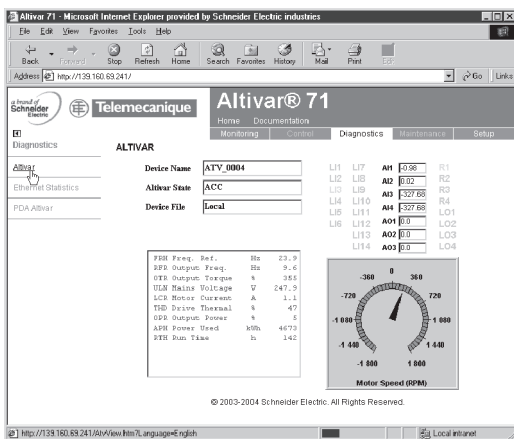 Altivar 71 - Microsoft Internet Explorer provided by Schneider Electric industries
File Edit View Favorites Tools Help
Back Forward Stop Refresh Home Search Favorites History Mail Print Edit
Address http://139.160.69.241/ Go Links
a brand of
Schneider Electric
Telemecanique
Altivar® 71
Home Documentation
Monitoring Control Diagnostics Maintenance Setup
Diagnostics
Altivar
Ethernet Statistics
PDA Altivar
ALTIVAR
Device Name ATV_0004
Altivar State ACC
Device File Local
LI1 LI7 AI1 -0.98 R1
LI2 LI8 AI2 0.02 R2
LI3 LI9 AI3 -327.68 R3
LI4 LI10 AI4 -327.68 R4
LI5 LI11 AO1 0.0 LO1
LI6 LI12 AO1 0.0 LO2
LI13 AO2 0.0 LO3
LI14 AO3 0.0 LO4
FRH Freq. Ref. Hz 23.9
RFR Output Freq. Hz 9.6
OTR Output Torque % 355
ULN Mains Voltage V 247.9
LCR Motor Current A 1.1
THD Drive Thermal % 47
OPR Output Power % 5
APH Power Used kWh 4673
RTH Run Time h 142
-360 0 360
-720 720
-1 080 1 080
-1 440 1 440
-1 800 1 800
Motor Speed (RPM)
© 2003-2004 Schneider Electric. All Rights Reserved.
http://139.160.69.241/AtvView.htm?Language=English Local intranet